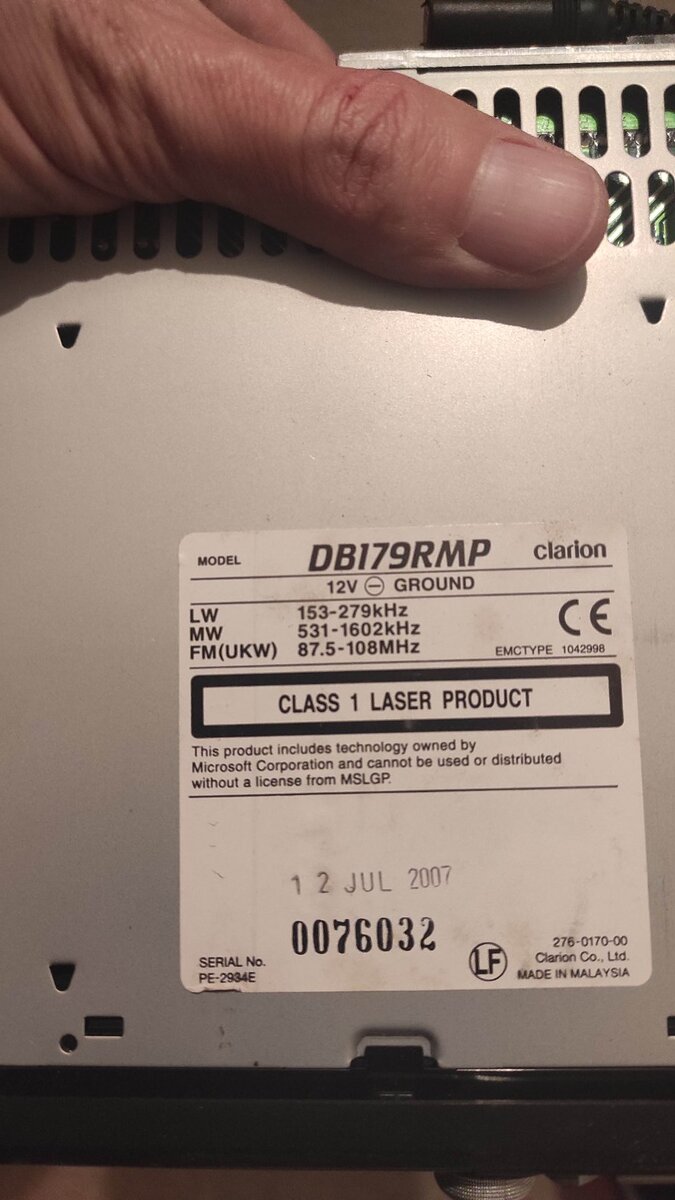 MODEL DB179RMP clarion
12V ⊖ GROUND
LW 153-279kHz
MW 531-1602kHz
FM(UKW) 87.5-108MHz
CE
EMCTYPE 1042998
CLASS 1 LASER PRODUCT
This product includes technology owned by
Microsoft Corporation and cannot be used or distributed
without a license from MSLGP.
12 JUL 2007
0076032
SERIAL No.
PE-2934E
LF
276-0170-00
Clarion Co., Ltd.
MADE IN MALAYSIA